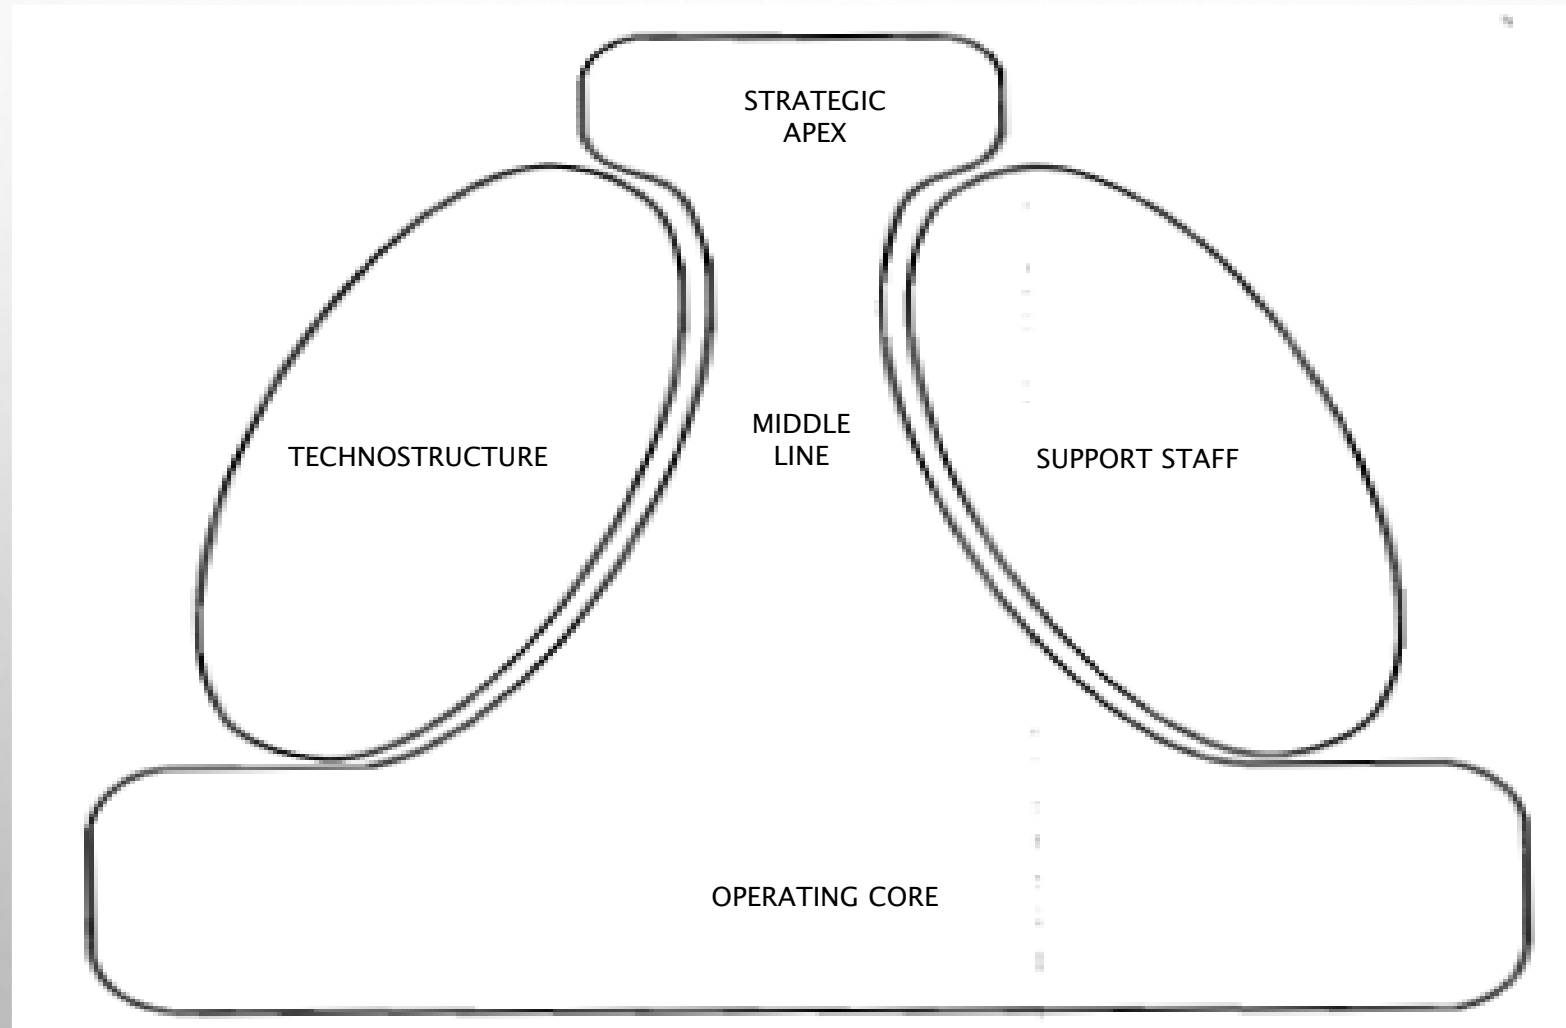 STRATEGIC
APEX
TECHNOSTRUCTURE
MIDDLE
LINE
SUPPORT STAFF
OPERATING CORE